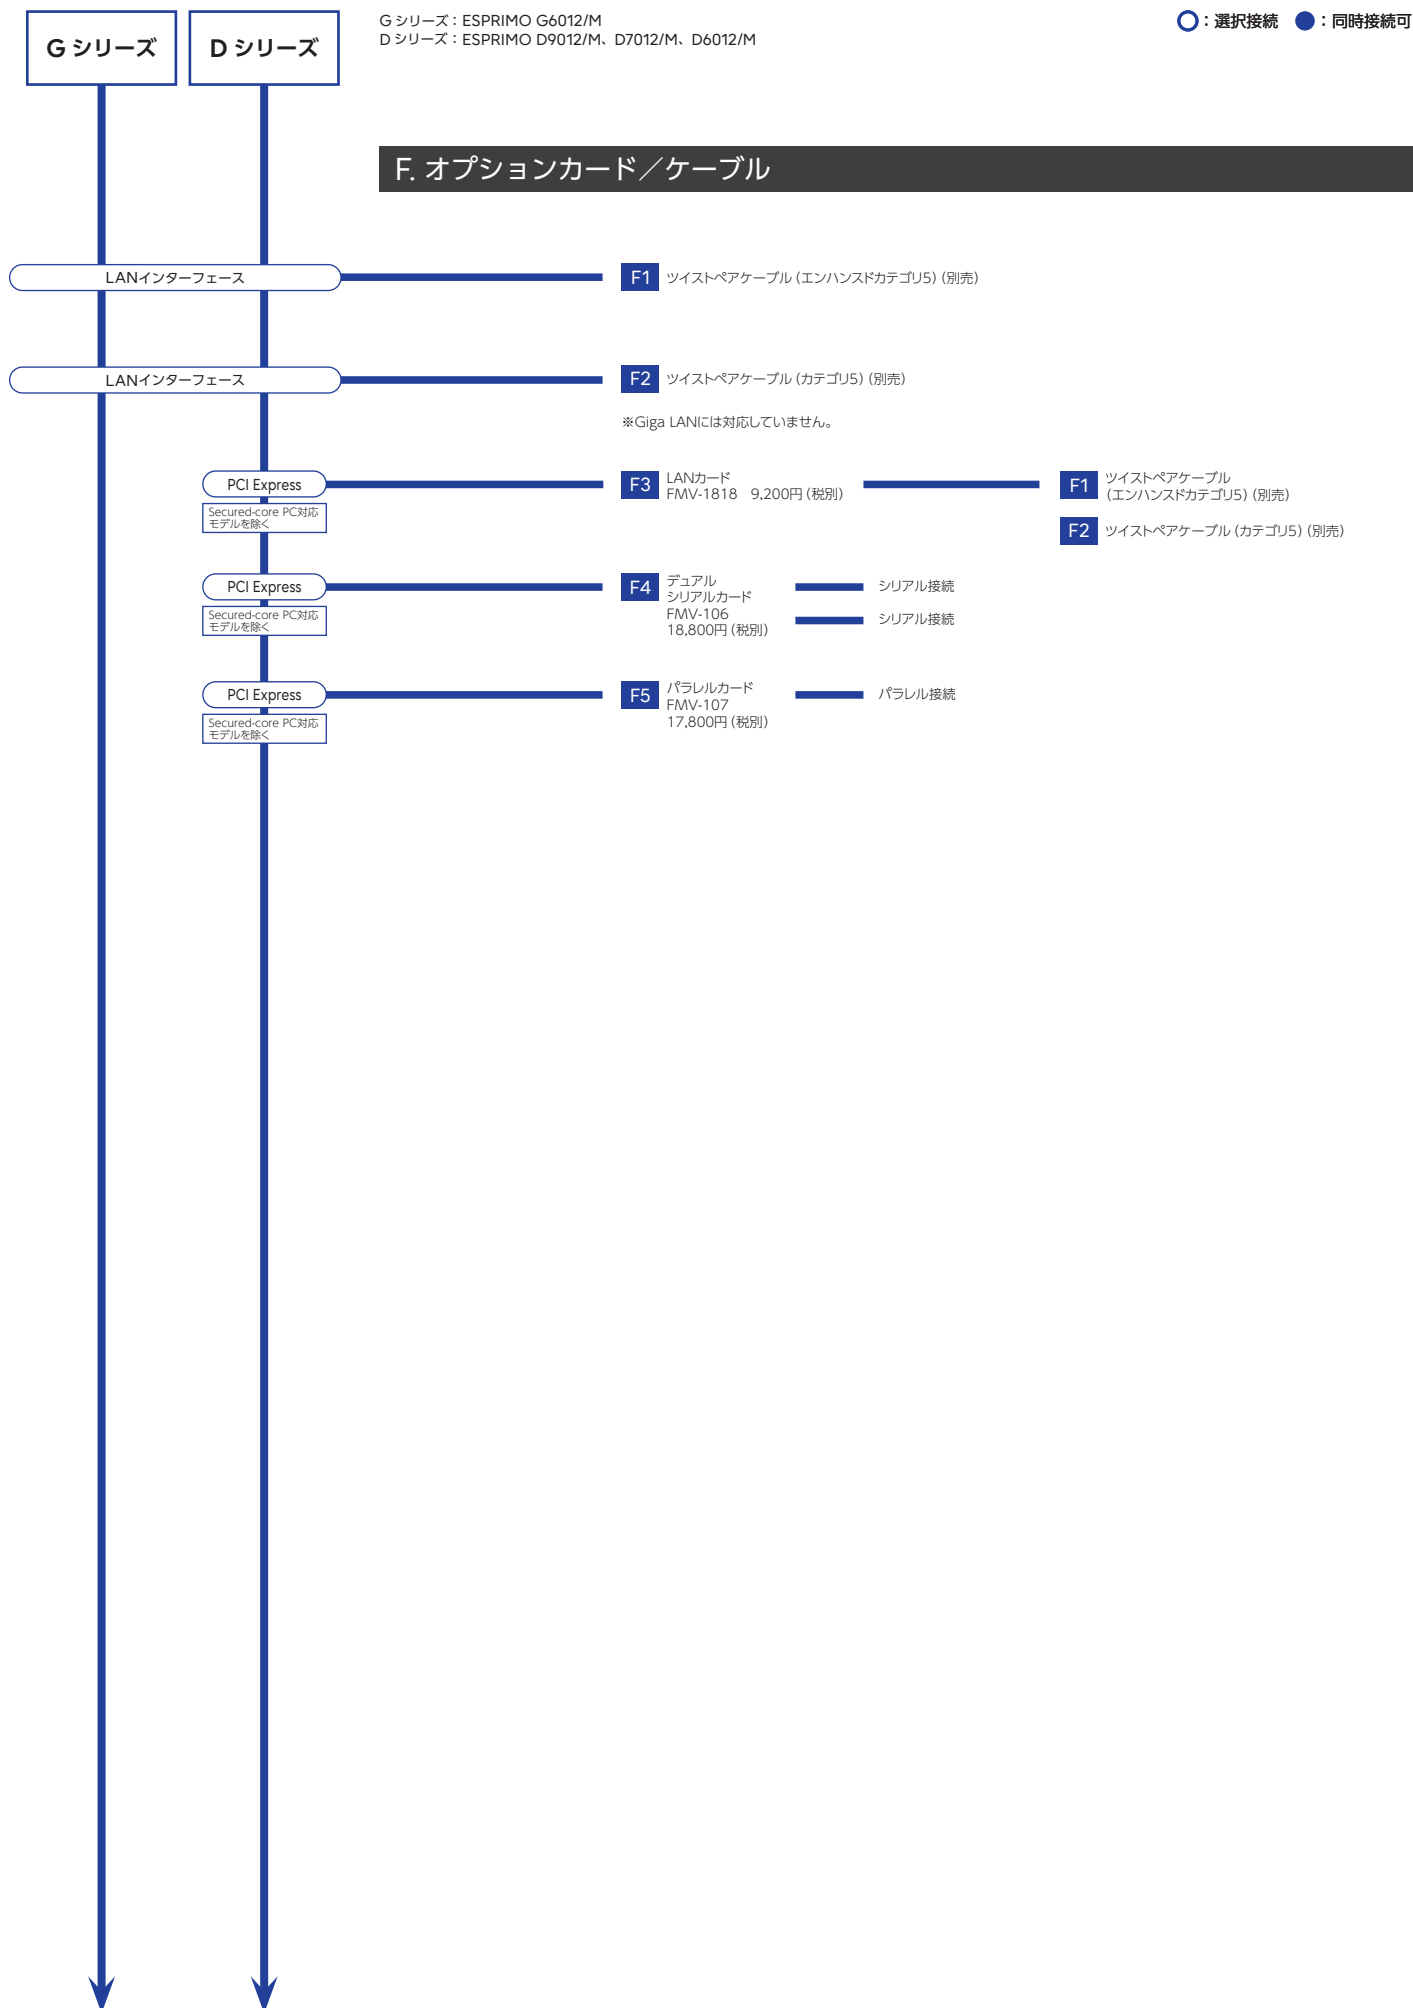 G シリーズ
D シリーズ
G シリーズ：ESPRIMO G6012/M
D シリーズ：ESPRIMO D9012/M、D7012/M、D6012/M
：選択接続 ：同時接続可
F. オプションカード／ケーブル
LANインターフェース
F1 ツイストペアケーブル（エンハンスドカテゴリ5）（別売）
LANインターフェース
F2 ツイストペアケーブル（カテゴリ5）（別売）
※Giga LANには対応していません。
PCI Express
Secured-core PC対応
モデルを除く
F3 LANカード
FMV-1818 9,200円（税別）
F1 ツイストペアケーブル
（エンハンスドカテゴリ5）（別売）
F2 ツイストペアケーブル（カテゴリ5）（別売）
PCI Express
Secured-core PC対応
モデルを除く
F4 デュアル
シリアルカード
FMV-106
18,800円（税別）
シリアル接続
シリアル接続
PCI Express
Secured-core PC対応
モデルを除く
F5 パラレルカード
FMV-107
17,800円（税別）
パラレル接続